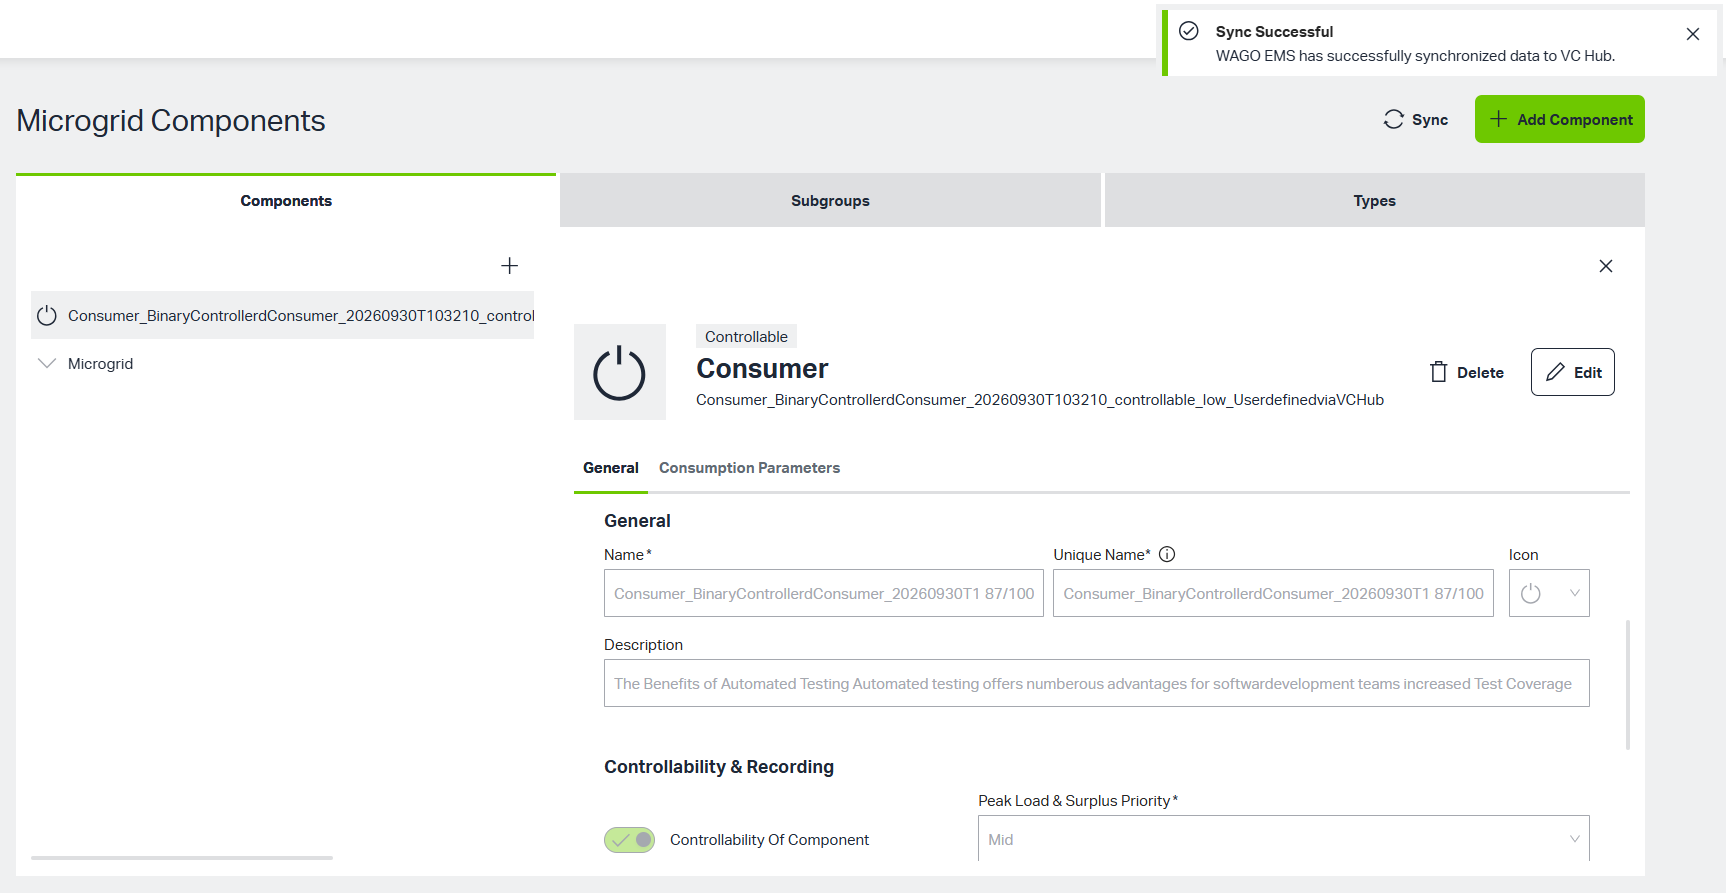 Sync Successful
WAGO EMS has successfully synchronized data to VC Hub.
Microgrid Components
Sync
Add Component
Components
Subgroups
Types
Consumer_BinaryControllerdConsumer_20260930T103210_control
Microgrid
Controllable
Consumer
Consumer_BinaryControllerdConsumer_20260930T103210_controllable_low_UserdefinedviaVCHub
Delete
Edit
General
Consumption Parameters
General
Name*
Unique Name*
Icon
Consumer_BinaryControllerdConsumer_20260930T1 87/100
Consumer_BinaryControllerdConsumer_20260930T1 87/100
Description
The Benefits of Automated Testing Automated testing offers numberous advantages for softwardevelopment teams increased Test Coverage
Controllability & Recording
Peak Load & Surplus Priority*
Controllability Of Component
Mid